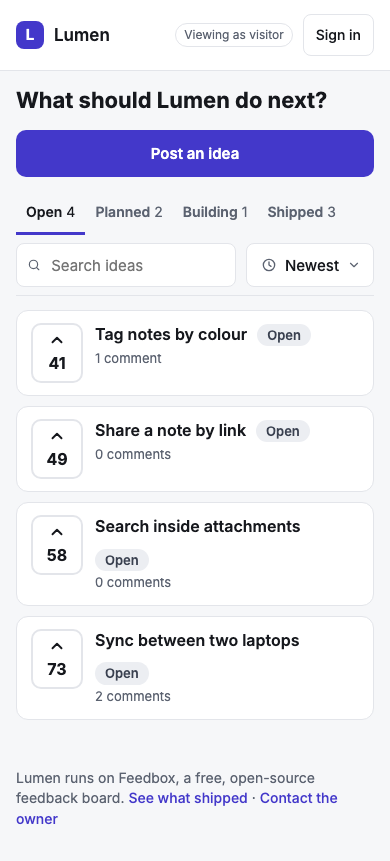 L Lumen Viewing as visitor Sign in
What should Lumen do next?
Post an idea
Open 4 Planned 2 Building 1 Shipped 3
Search ideas Newest
41
Tag notes by colour Open
1 comment
49
Share a note by link Open
0 comments
58
Search inside attachments
Open
0 comments
73
Sync between two laptops
Open
2 comments
Lumen runs on Feedbox, a free, open-source
feedback board. See what shipped · Contact the
owner